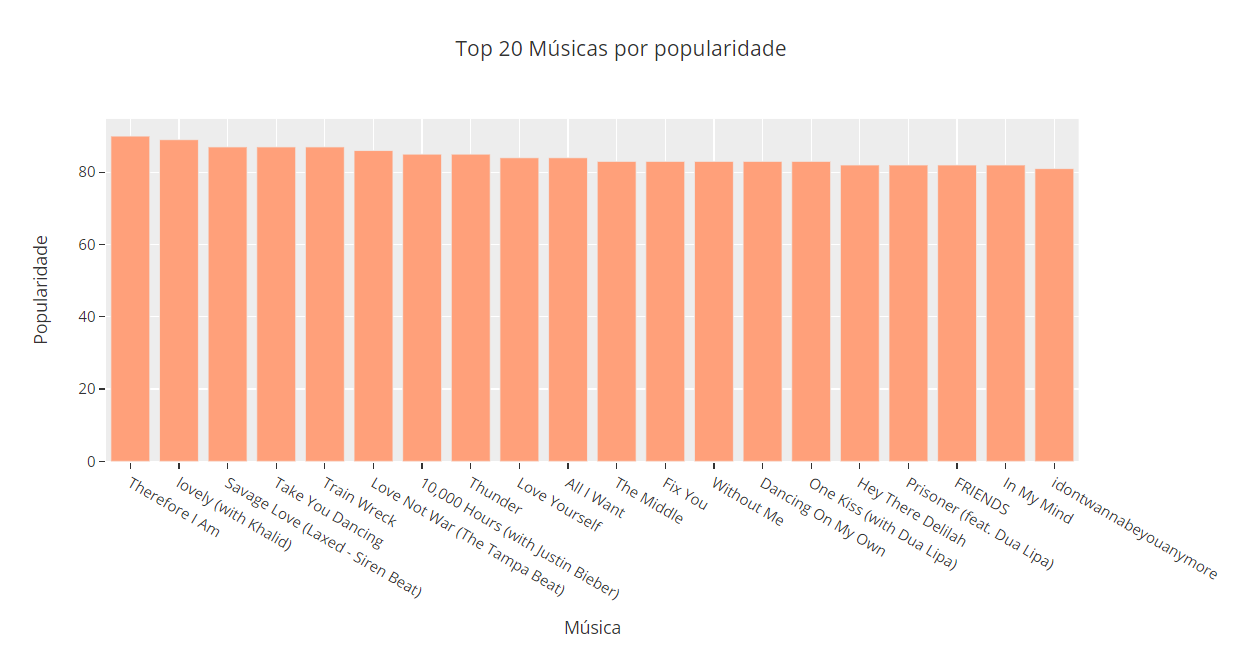 Top 20 Músicas por popularidade
Popularidade
80
60
40
20
0
Therefore I Am
lovely (with Khalid)
Savage Love (Laxed - Siren Beat)
Take You Dancing
Train Wreck
Love Not War (The Tampa Beat)
10,000 Hours (with Justin Bieber)
Thunder
Love Yourself
All I Want
The Middle
Fix You
Without Me
Dancing On My Own
One Kiss (with Dua Lipa)
Hey There Delilah
Prisoner (feat. Dua Lipa)
FRIENDS
In My Mind
idontwannabeyouanymore
Música